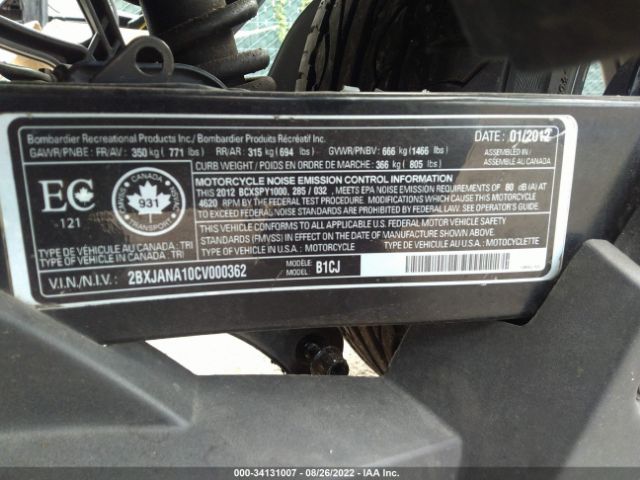 Bombardier Recreational Products Inc./ Bombardier Produits Récréatif Inc.
DATE : 01/2012
GAWR/PNBE : FR/AV : 350 kg ( 771 lbs) RR/AR : 315 kg ( 694 lbs) GVWR/PNBV : 666 kg (1466 lbs)
CURB WEIGHT / POIDS EN ORDRE DE MARCHE : 366 kg ( 805 lbs)
ASSEMBLED IN CANADA /
ASSEMBLÉ AU CANADA
MOTORCYCLE NOISE EMISSION CONTROL INFORMATION
THIS 2012 BCXSPY1000, 285 / 032 , MEETS EPA NOISE EMISSION REQUIREMENTS OF 80 dB (A) AT
4620 RPM BY THE FEDERAL TEST PROCEDURE. MODIFICATIONS WHICH CAUSE THIS MOTORCYCLE
TO EXCEED FEDERAL NOISE STANDARDS ARE PROHIBITED BY FEDERAL LAW. SEE OWNER'S MANUAL.
THIS VEHICLE CONFORMS TO ALL APPLICABLE U.S. FEDERAL MOTOR VEHICLE SAFETY
STANDARDS (FMVSS) IN EFFECT ON THE DATE OF MANUFACTURE SHOWN ABOVE.
TYPE OF VEHICLE IN U.S.A. : MOTORCYCLE TYPE DE VÉHICULE AU U.S.A. : MOTOCYCLETTE
EC
-121
CANADA
931
TRANSPORT
TYPE DE VÉHICULE AU CANADA : TRI
TYPE OF VEHICLE IN CANADA : TRI
V.I.N./N.I.V. : 2BXJANA10CV000362
MODÈLE:
MODEL: B1CJ
000-34131007 - 08/26/2022 - IAA Inc.